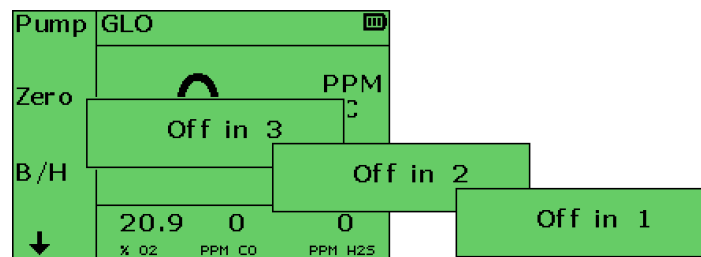 Pump GLO
PPM
Zero
Off in 3
B/H
Off in 2
20.9 0 0
Off in 1
% O2 PPM CO PPM H2S